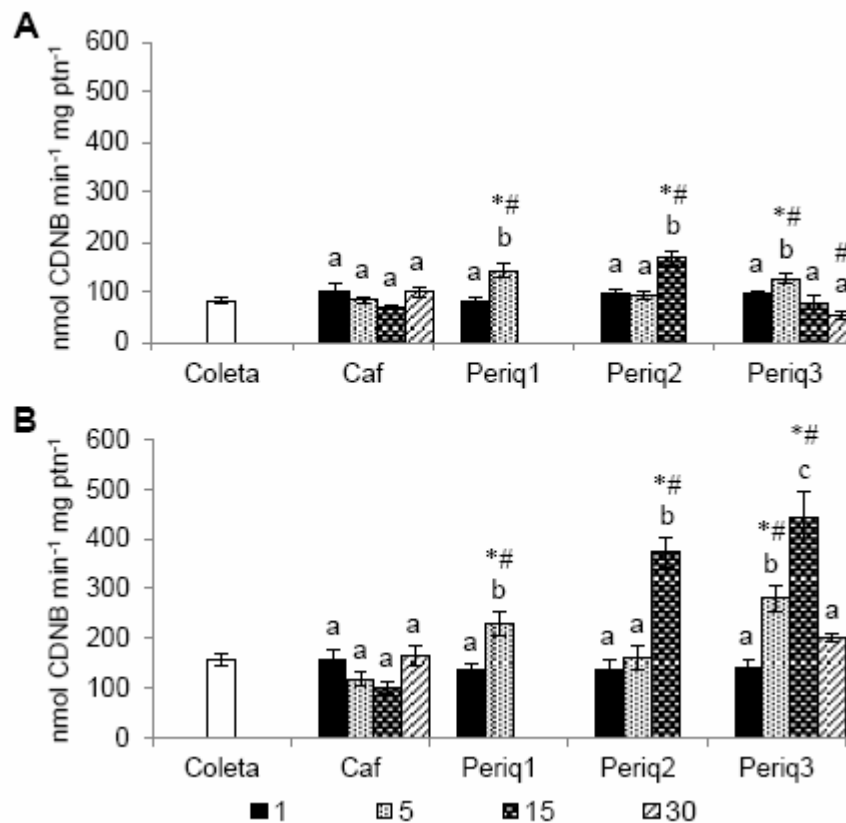 A
nmol CDNB min⁻¹ mg ptn⁻¹
600
500
400
300
200
100
0
a a a a
*#
a b
*#
a a b
*# #
a b a a
Coleta Caf Periq1 Periq2 Periq3
B
nmol CDNB min⁻¹ mg ptn⁻¹
600
500
400
300
200
100
0
a a a a
*#
a b
*#
a a b
*# *#
a b c a
Coleta Caf Periq1 Periq2 Periq3
1 5 15 30